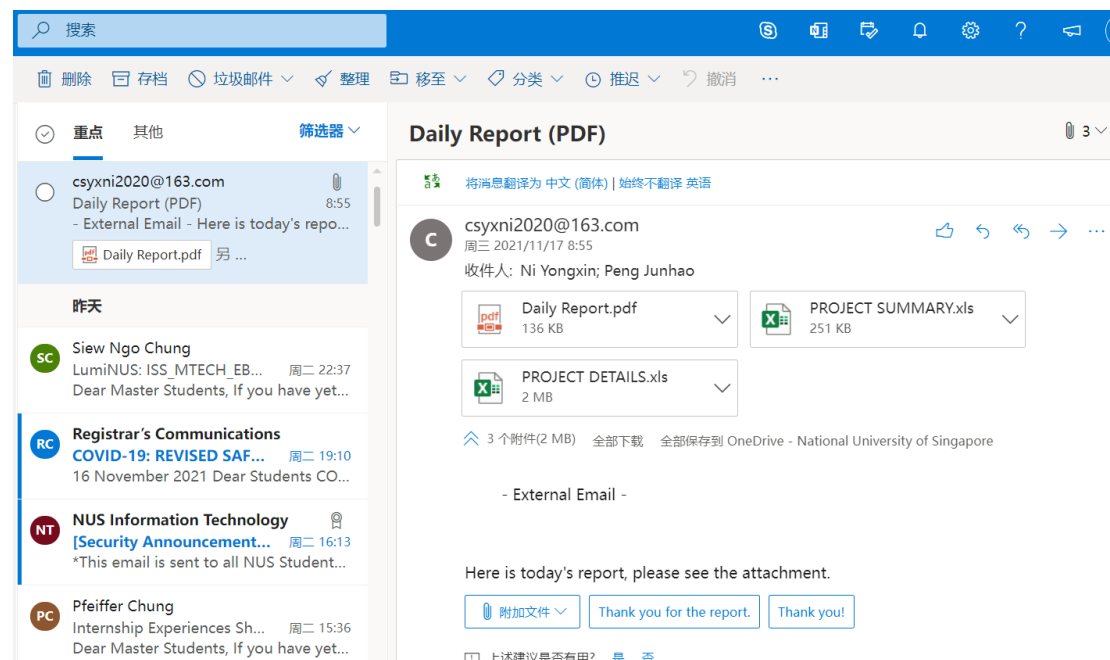 搜索
删除 存档 垃圾邮件 整理 移至 分类 推迟 撤消 ...
重点 其他 筛选器
csyxni2020@163.com
Daily Report (PDF) 8:55
- External Email - Here is today's repo...
Daily Report.pdf 另 ...
昨天
SC
Siew Ngo Chung
LumiNUS: ISS_MTECH_EB... 周二 22:37
Dear Master Students, If you have yet...
RC
Registrar's Communications
COVID-19: REVISED SAF... 周二 19:10
16 November 2021 Dear Students CO...
NT
NUS Information Technology
[Security Announcement... 周二 16:13
*This email is sent to all NUS Student...
PC
Pfeiffer Chung
Internship Experiences Sh... 周二 15:36
Dear Master Students, If you have yet...
Daily Report (PDF) 3
将消息翻译为 中文 (简体) | 始终不翻译 英语
C
csyxni2020@163.com
周三 2021/11/17 8:55
收件人: Ni Yongxin; Peng Junhao
Daily Report.pdf
136 KB
PROJECT SUMMARY.xls
251 KB
PROJECT DETAILS.xls
2 MB
3 个附件(2 MB) 全部下载 全部保存到 OneDrive - National University of Singapore
- External Email -
Here is today's report, please see the attachment.
附加文件 Thank you for the report. Thank you!
上述建议是否有用? 是 否